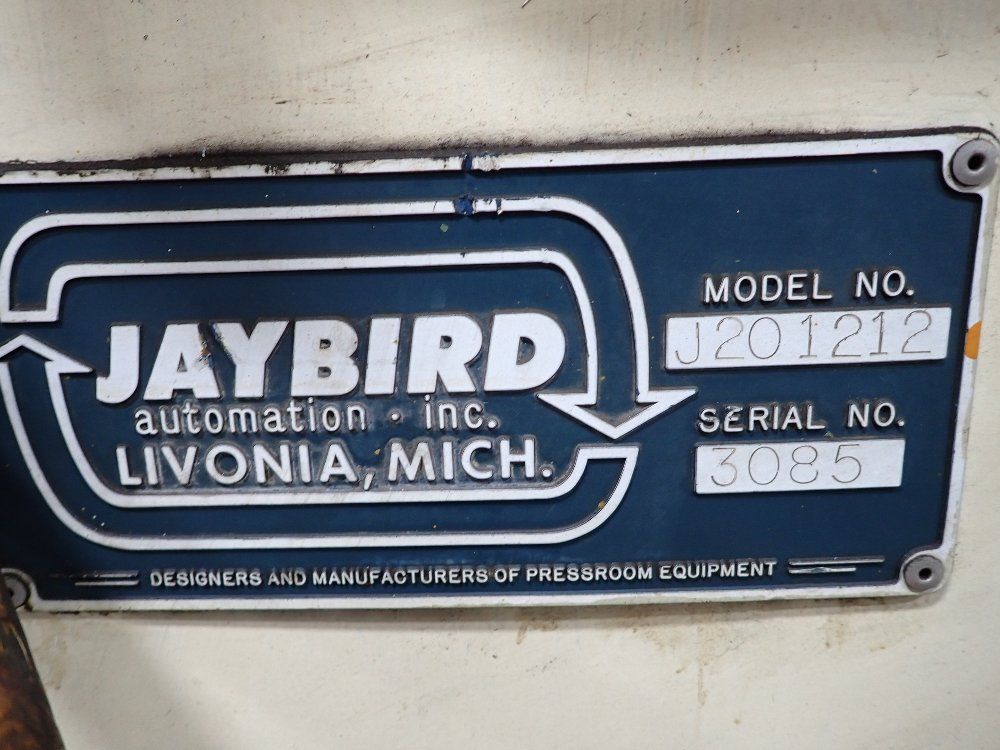 JAYBIRD
automation · inc.
LIVONIA, MICH.
MODEL NO.
J201212
SERIAL NO.
3085
DESIGNERS AND MANUFACTURERS OF PRESSROOM EQUIPMENT